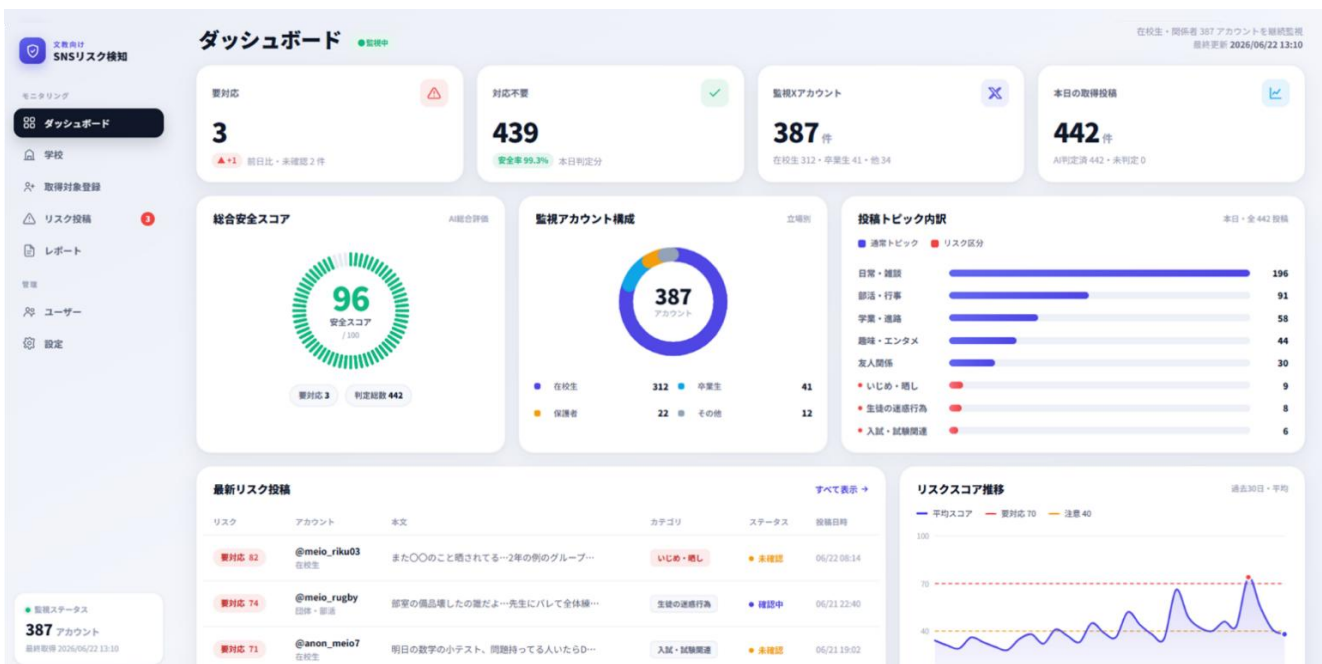 文教向け
SNSリスク検知
モニタリング
ダッシュボード
学校
取得対象登録
リスク投稿 3
レポート
管理
ユーザー
設定
監視ステータス
387 アカウント
最終取得 2026/06/22 13:10
ダッシュボード 監視中
在校生・関係者 387 アカウントを継続監視
最終更新 2026/06/22 13:10
要対応
3
▲+1 前日比・未確認 2 件
対応不要
439
安全率 99.3% 本日判定分
監視Xアカウント
387 件
在校生 312・卒業生 41・他 34
本日の取得投稿
442 件
AI判定済 442・未判定 0
総合安全スコア AI総合評価
96
安全スコア
/ 100
要対応 3 判定総数 442
監視アカウント構成 立場別
387
アカウント
在校生 312 卒業生 41
保護者 22 その他 12
投稿トピック内訳 本日・全 442 投稿
通常トピック リスク区分
日常・雑談 196
部活・行事 91
学業・進路 58
趣味・エンタメ 44
友人関係 30
いじめ・晒し 9
生徒の迷惑行為 8
入試・試験関連 6
最新リスク投稿 すべて表示 →
リスク アカウント 本文 カテゴリ ステータス 投稿日時
要対応 82 @meio_riku03 また〇〇のこと晒されてる…2年の例のグループ… いじめ・晒し 未確認 06/22 08:14
在校生
要対応 74 @meio_rugby 部室の備品壊したの誰だよ…先生にバレて全体練… 生徒の迷惑行為 確認中 06/21 22:40
団体・部活
要対応 71 @anon_meio7 明日の数学の小テスト、問題持ってる人いたらD… 入試・試験関連 未確認 06/21 19:02
在校生
リスクスコア推移 過去30日・平均
平均スコア 要対応 70 注意 40
100
70
40